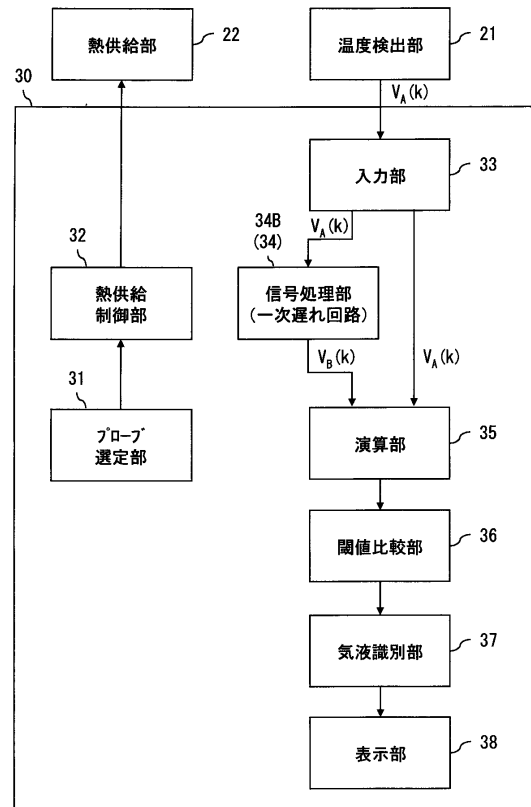 熱供給部
22
温度検出部
21
30
V_A(k)
入力部
33
34B
(34)
V_A(k)
32
熱供給
制御部
信号処理部
(一次遅れ回路)
V_B(k)
V_A(k)
31
プローブ
選定部
演算部
35
閾値比較部
36
気液識別部
37
表示部
38